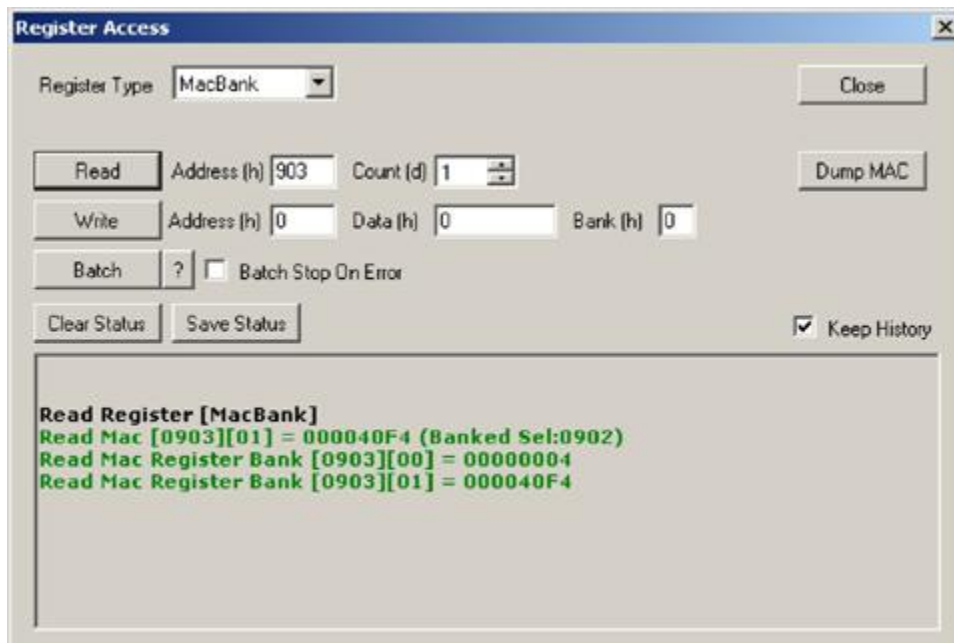 Register Access
Register Type MacBank Close
Read Address (h) 903 Count (d) 1 Dump MAC
Write Address (h) 0 Data (h) 0 Bank (h) 0
Batch ? Batch Stop On Error
Clear Status Save Status Keep History
Read Register [MacBank]
Read Mac [0903][01] = 000040F4 (Banked Sel:0902)
Read Mac Register Bank [0903][00] = 00000004
Read Mac Register Bank [0903][01] = 000040F4